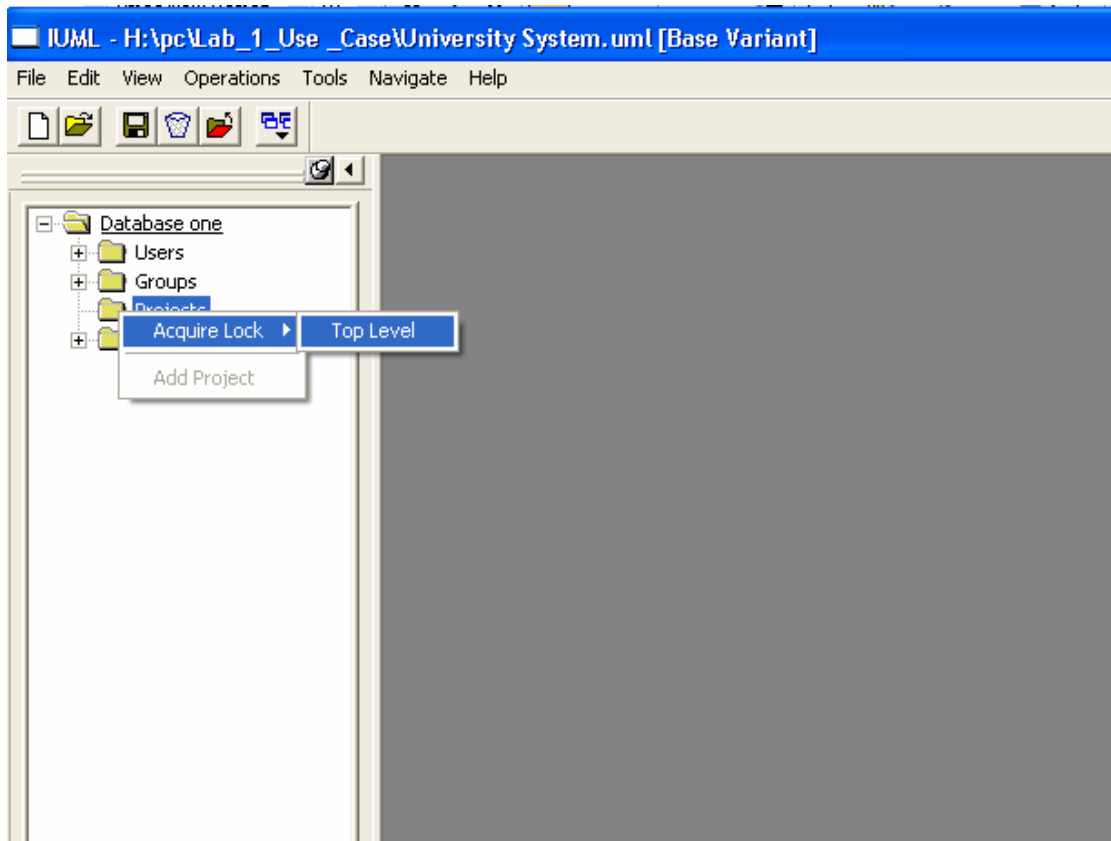 IUML - H:\pc\Lab_1_Use _Case\University System.uml [Base Variant]
File Edit View Operations Tools Navigate Help
Database one
Users
Groups
Projects
Acquire Lock Top Level
Add Project